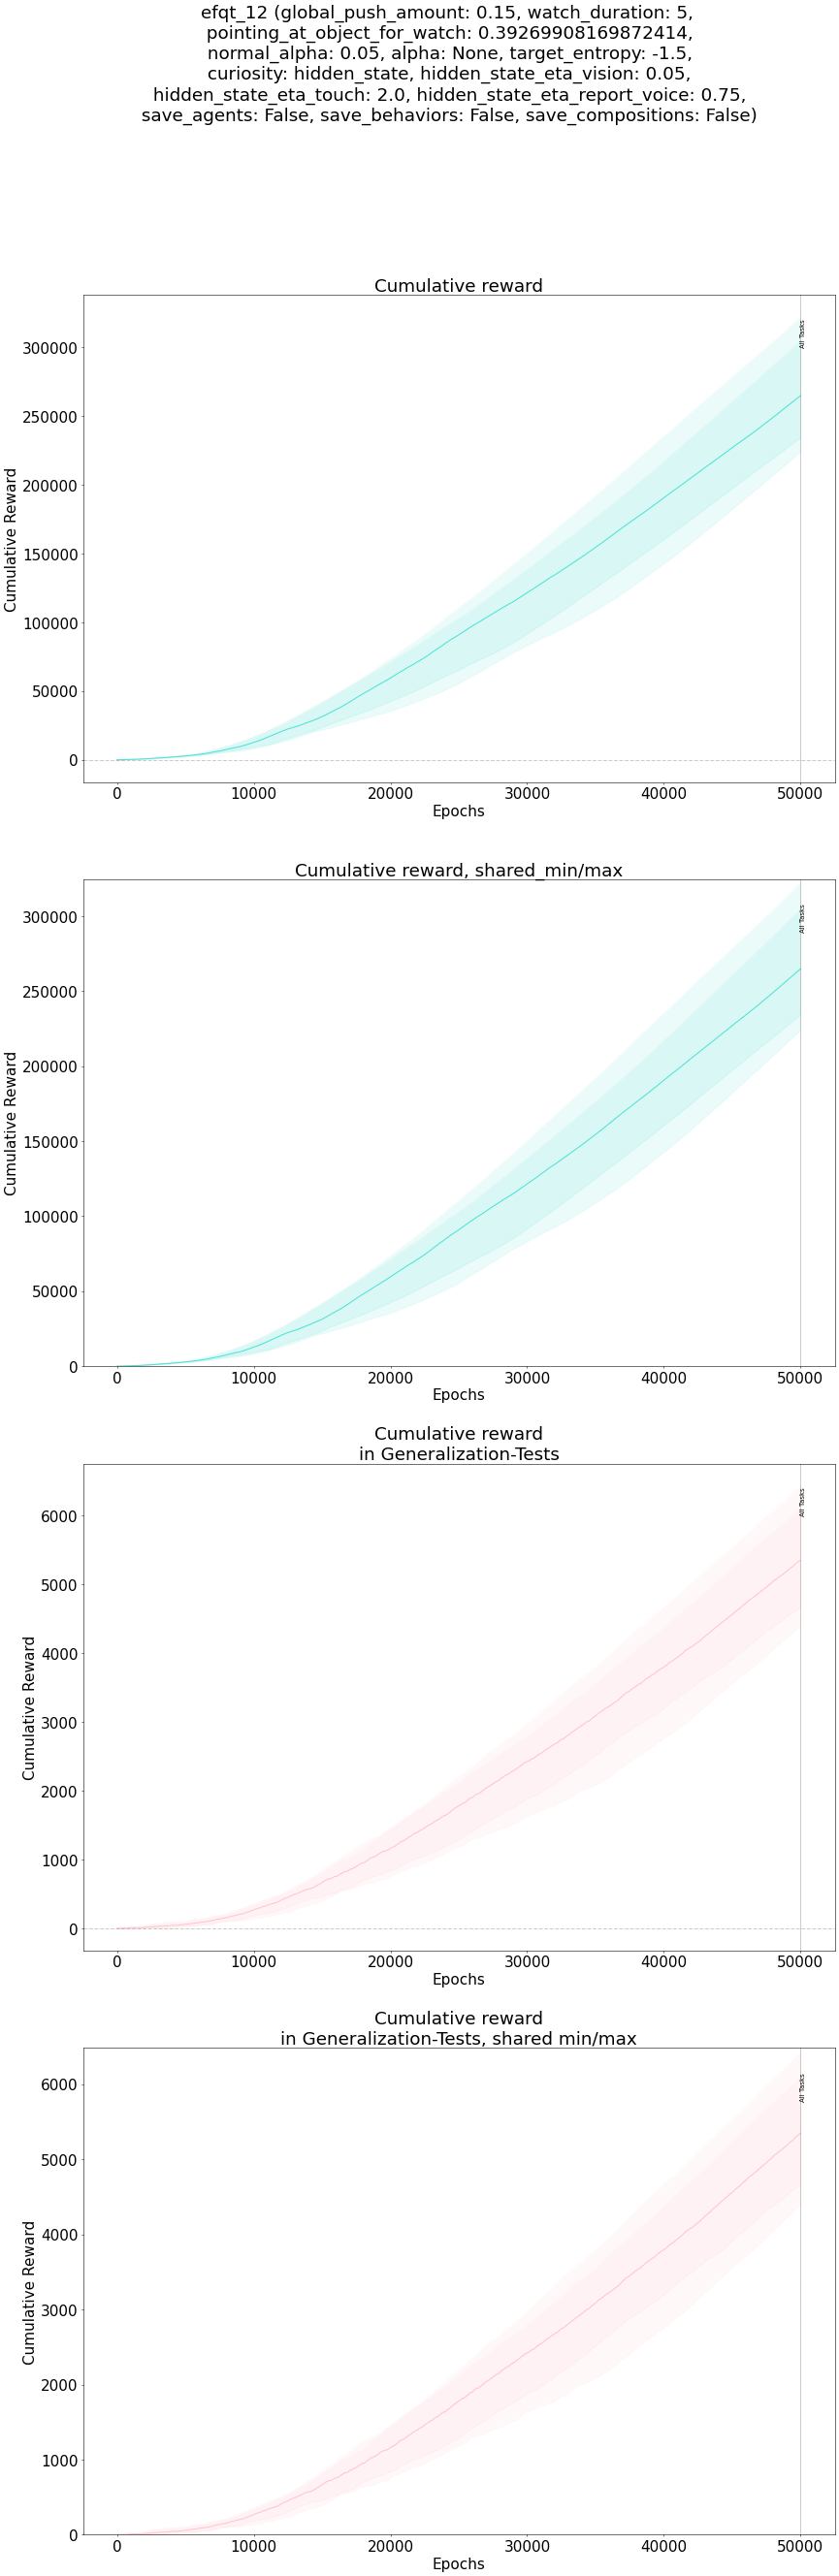 efqt_12 (global_push_amount: 0.15, watch_duration: 5,
pointing_at_object_for_watch: 0.39269908169872414,
normal_alpha: 0.05, alpha: None, target_entropy: -1.5,
curiosity: hidden_state, hidden_state_eta_vision: 0.05,
hidden_state_eta_touch: 2.0, hidden_state_eta_report_voice: 0.75,
save_agents: False, save_behaviors: False, save_compositions: False)
Cumulative reward
All Tasks
300000
250000
200000
150000
100000
50000
0
Cumulative Reward
0 10000 20000 30000 40000 50000
Epochs
Cumulative reward, shared_min/max
All Tasks
300000
250000
200000
150000
100000
50000
0
Cumulative Reward
0 10000 20000 30000 40000 50000
Epochs
Cumulative reward
in Generalization-Tests
All Tasks
6000
5000
4000
3000
2000
1000
0
Cumulative Reward
0 10000 20000 30000 40000 50000
Epochs
Cumulative reward
in Generalization-Tests, shared min/max
All Tasks
6000
5000
4000
3000
2000
1000
0
Cumulative Reward
0 10000 20000 30000 40000 50000
Epochs